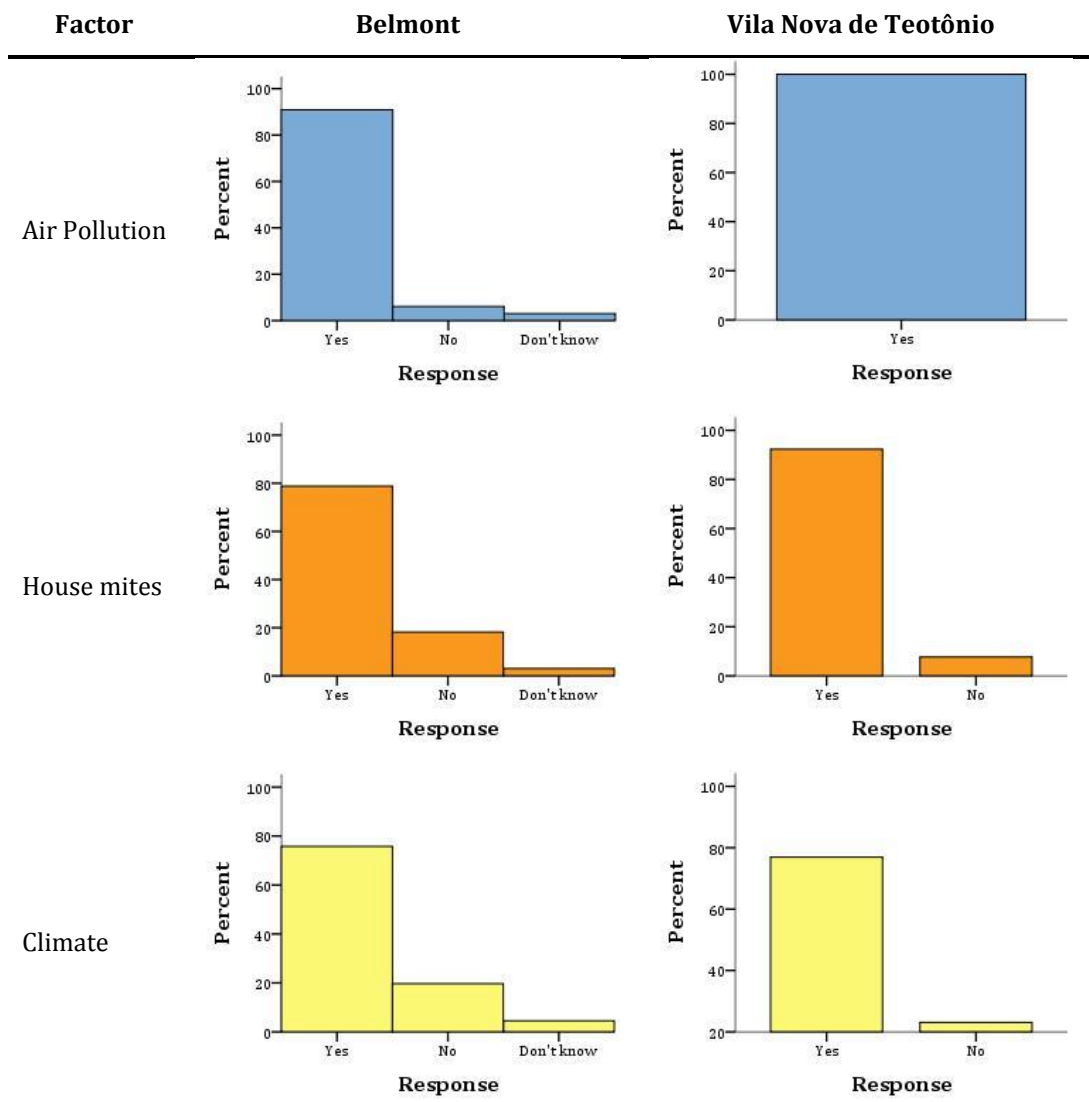 Factor Belmont Vila Nova de Teotônio
Air Pollution
Percent
100
80
60
40
20
0
Yes No Don't know
Response
Percent
100
80
60
40
20
0
Yes
Response
House mites
Percent
100
80
60
40
20
0
Yes No Don't know
Response
Percent
100
80
60
40
20
0
Yes No
Response
Climate
Percent
100
80
60
40
20
0
Yes No Don't know
Response
Percent
100
80
60
40
20
Yes No
Response